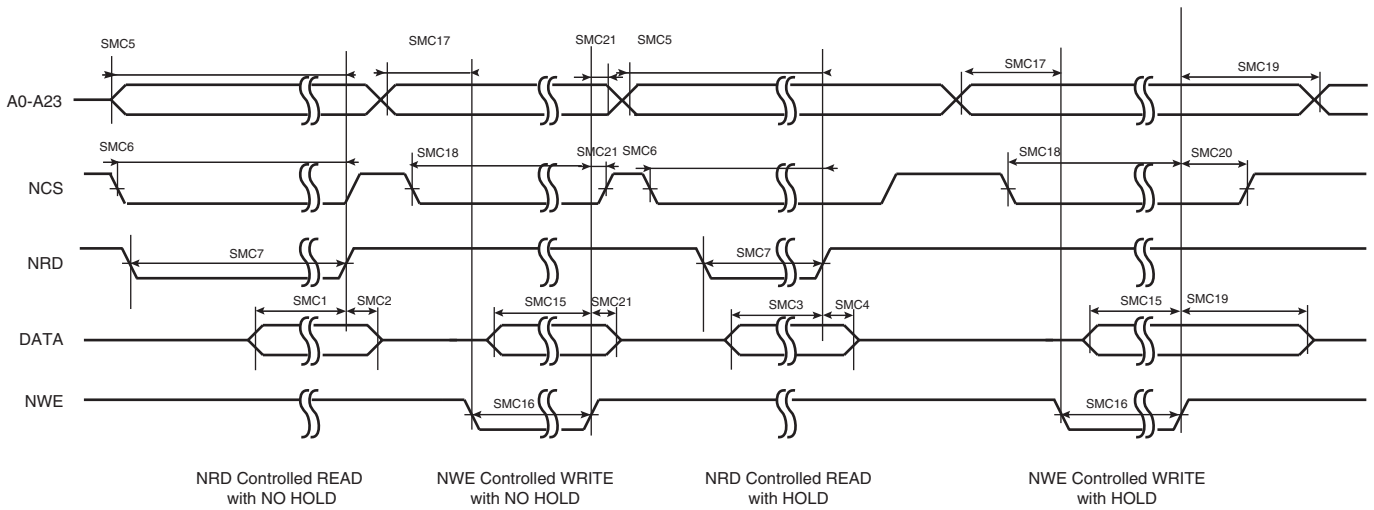 SMC5 SMC17 SMC21 SMC5 SMC17 SMC19
A0-A23
SMC6 SMC18 SMC21 SMC6 SMC18 SMC20
NCS
SMC7 SMC7
NRD
SMC1 SMC2 SMC15 SMC21 SMC3 SMC4 SMC15 SMC19
DATA
NWE
SMC16 SMC16
NRD Controlled READ
with NO HOLD
NWE Controlled WRITE
with NO HOLD
NRD Controlled READ
with HOLD
NWE Controlled WRITE
with HOLD